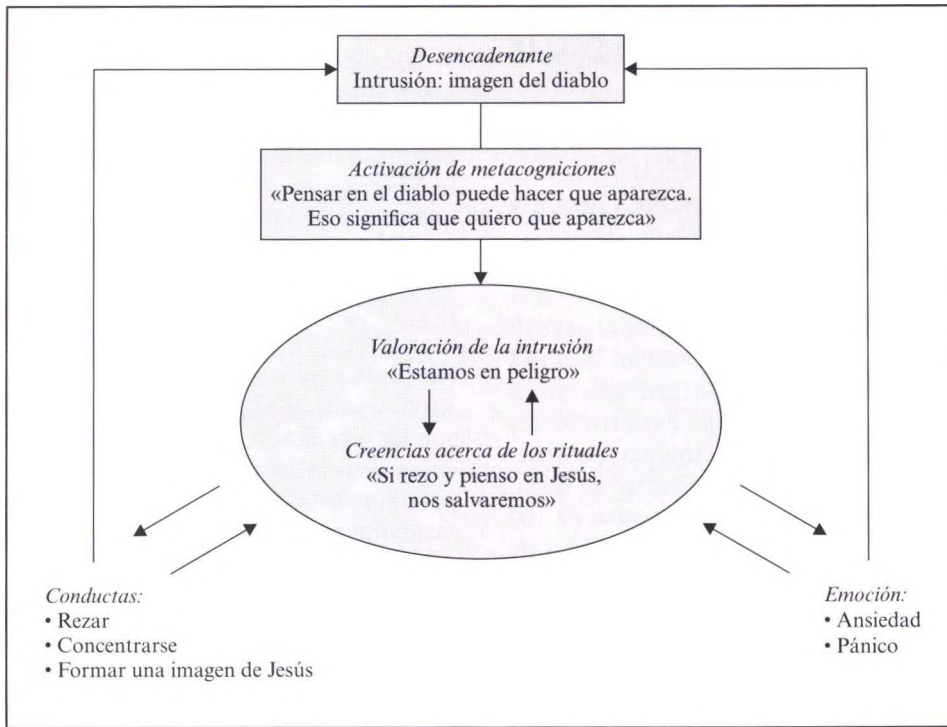 Desencadenante
Intrusión: imagen del diablo
Activación de metacogniciones
«Pensar en el diablo puede hacer que aparezca.
Eso significa que quiero que aparezca»
Valoración de la intrusión
«Estamos en peligro»
Creencias acerca de los rituales
«Si rezo y pienso en Jesús,
nos salvaremos»
Conductas:
• Rezar
• Concentrarse
• Formar una imagen de Jesús
Emoción:
• Ansiedad
• Pánico